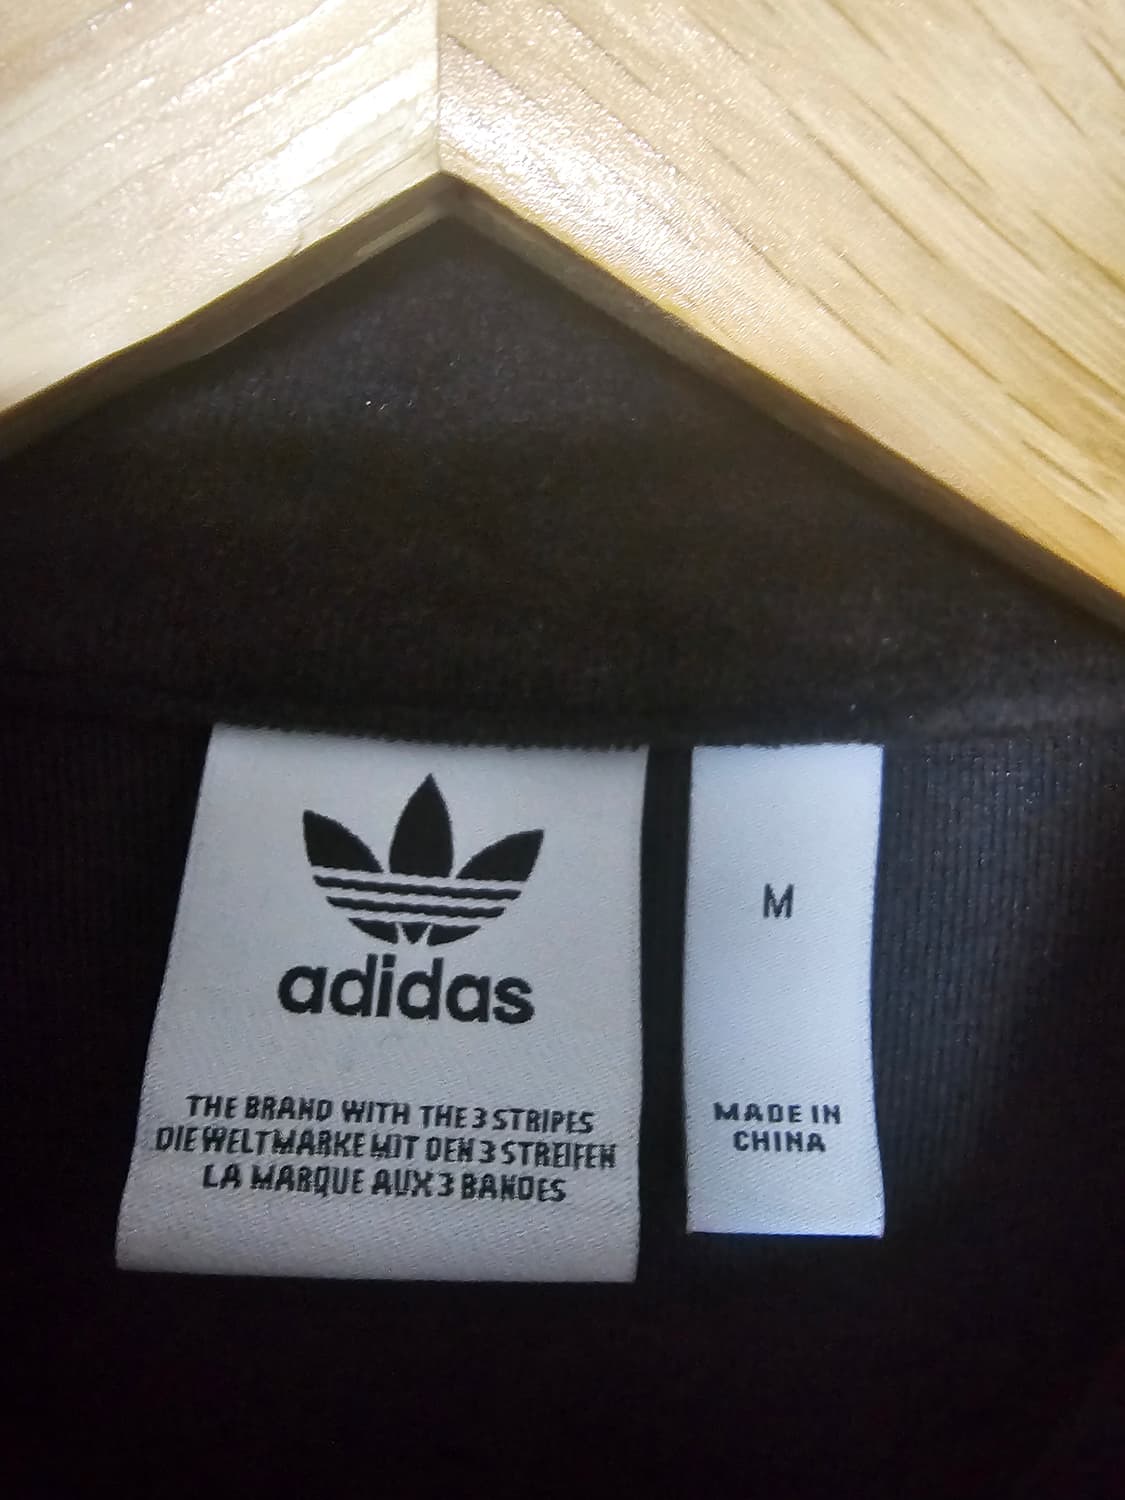 adidas
THE BRAND WITH THE 3 STRIPES
DIE WELTMARKE MIT DEN 3 STREIFEN
LA MARQUE AUX 3 BANDES
M
MADE IN
CHINA